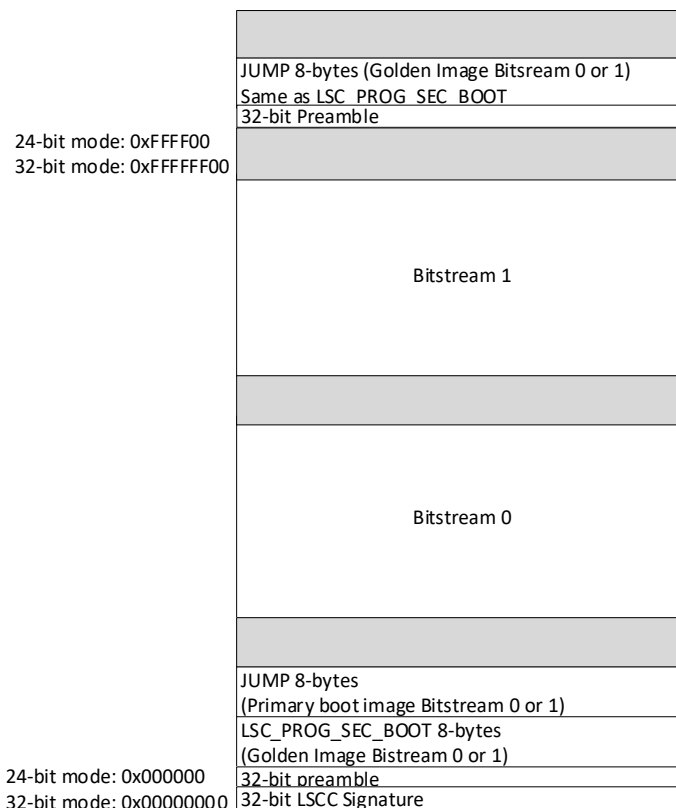 JUMP 8-bytes (Golden Image Bitsream 0 or 1)
Same as LSC_PROG_SEC_BOOT
32-bit Preamble
24-bit mode: 0xFFFF00
32-bit mode: 0xFFFFFF00
Bitstream 1
Bitstream 0
JUMP 8-bytes
(Primary boot image Bitstream 0 or 1)
LSC_PROG_SEC_BOOT 8-bytes
(Golden Image Bistream 0 or 1)
24-bit mode: 0x000000
32-bit preamble
32-bit mode: 0x00000000
32-bit LSCC Signature